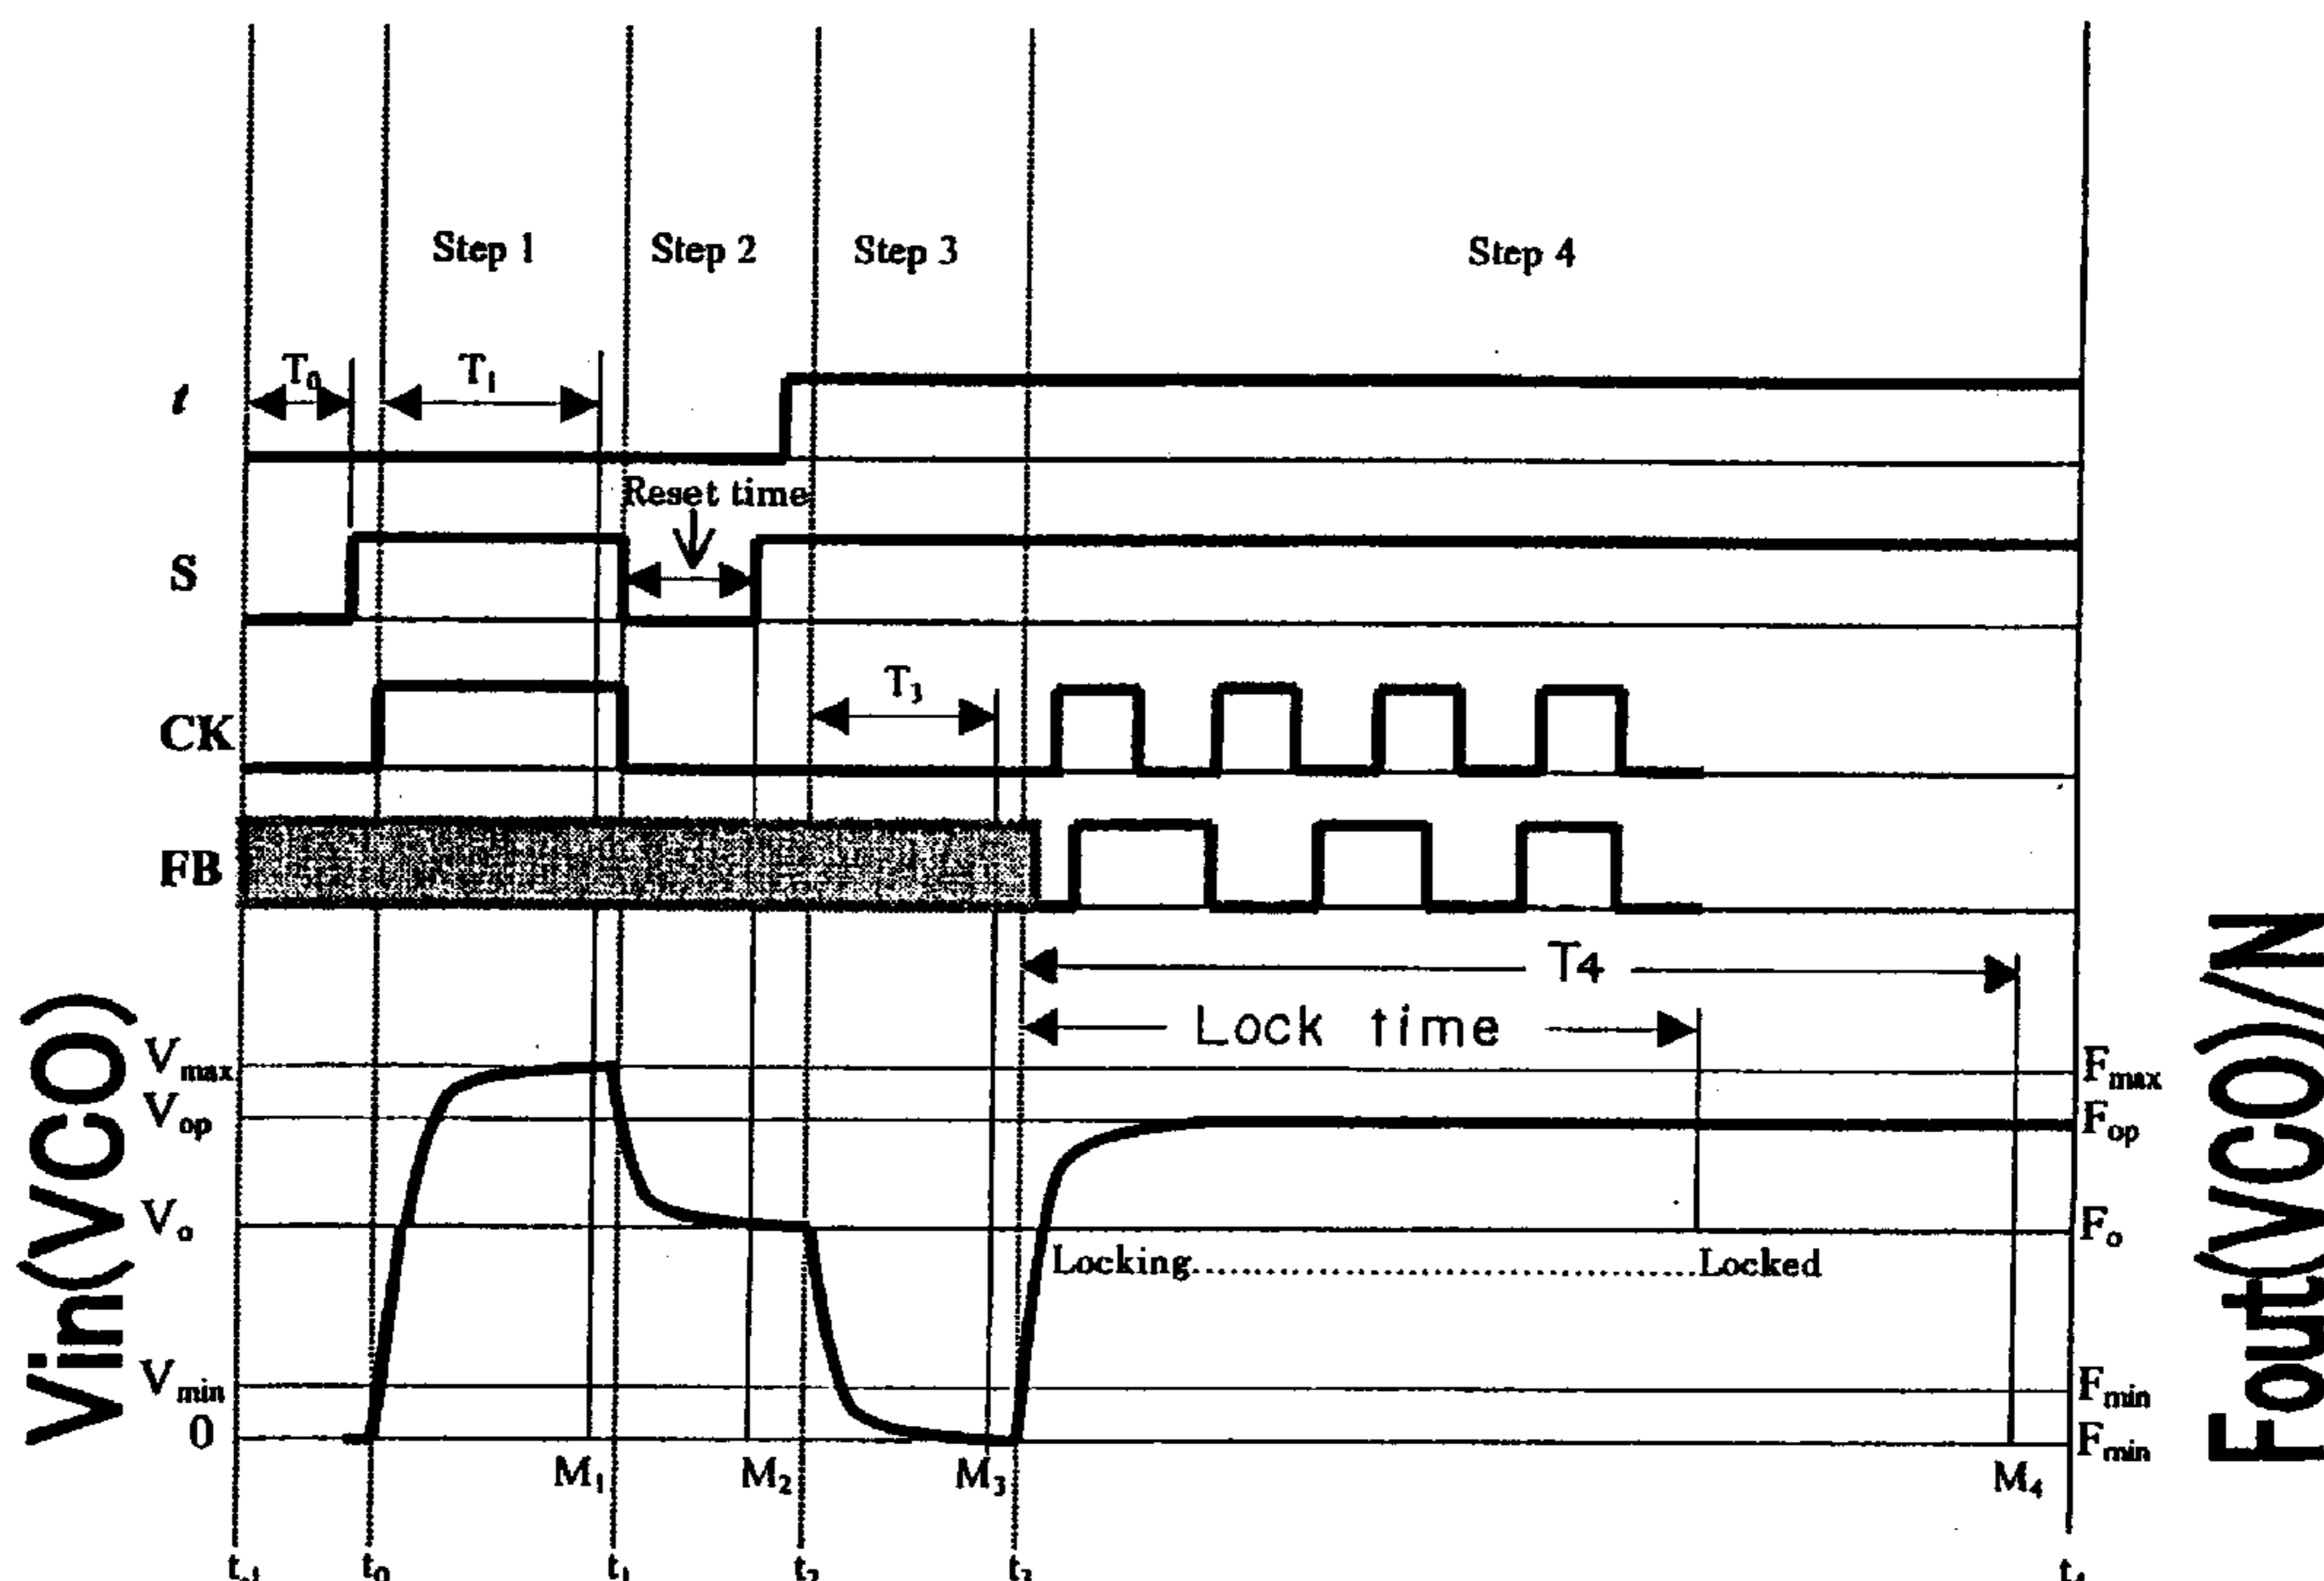 Step 1
Step 2
Step 3
Step 4
T₀
T₁
t
Reset time
S
T₃
CK
FB
T4
Lock time
Vin(VCO)
Fout(VCO)/N
Vmax
Fmax
Vop
Fop
Vo
Fo
Locking
Locked
Vmin
Fmin
0
Fmin
M₁
M₂
M₃
M₄
t₋₁
t₀
t₁
t₂
t₃
t₄